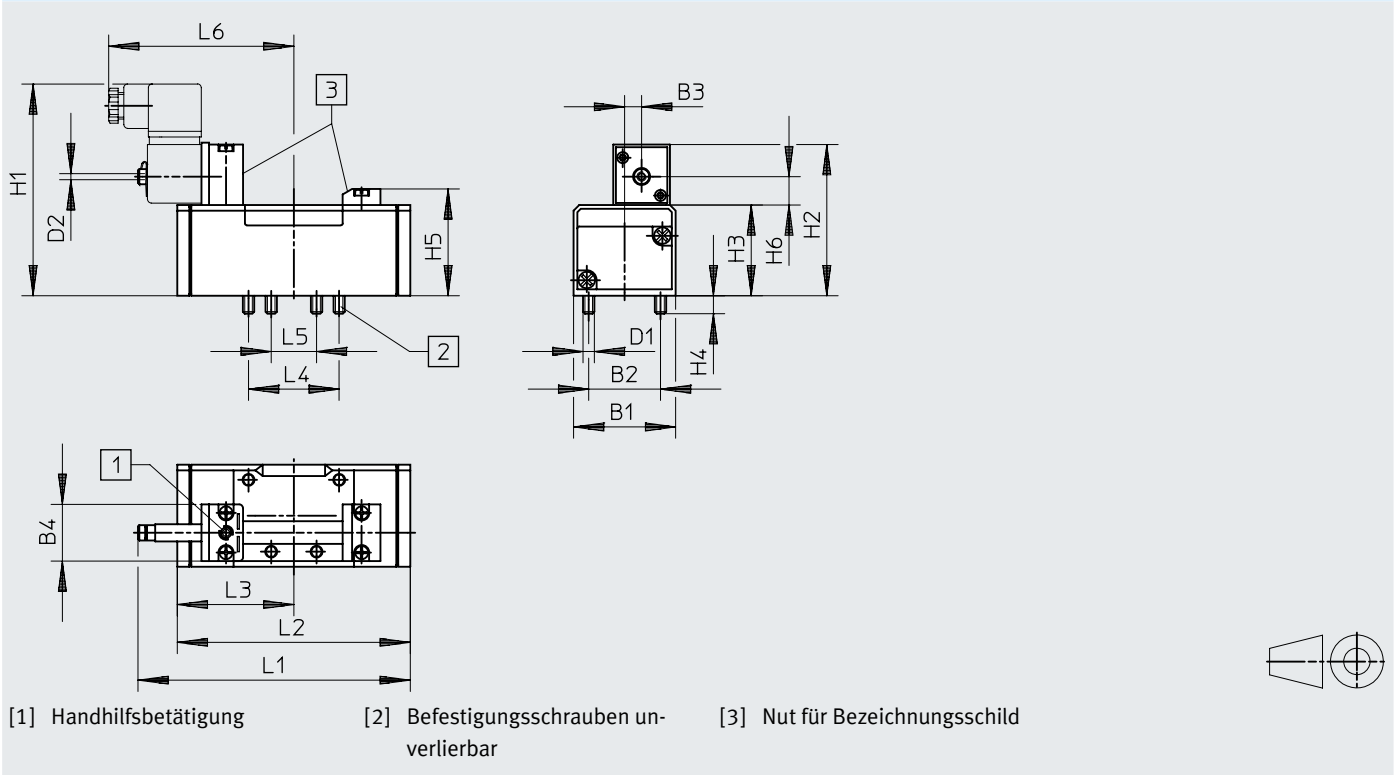 L6
3
B3
H1
D2
H5
H3
H6
H2
L5
2
D1
H4
L4
B2
B1
1
B4
L3
L2
L1
[1] Handhilfsbetätigung
[2] Befestigungsschrauben un-
verlierbar
[3] Nut für Bezeichnungsschild